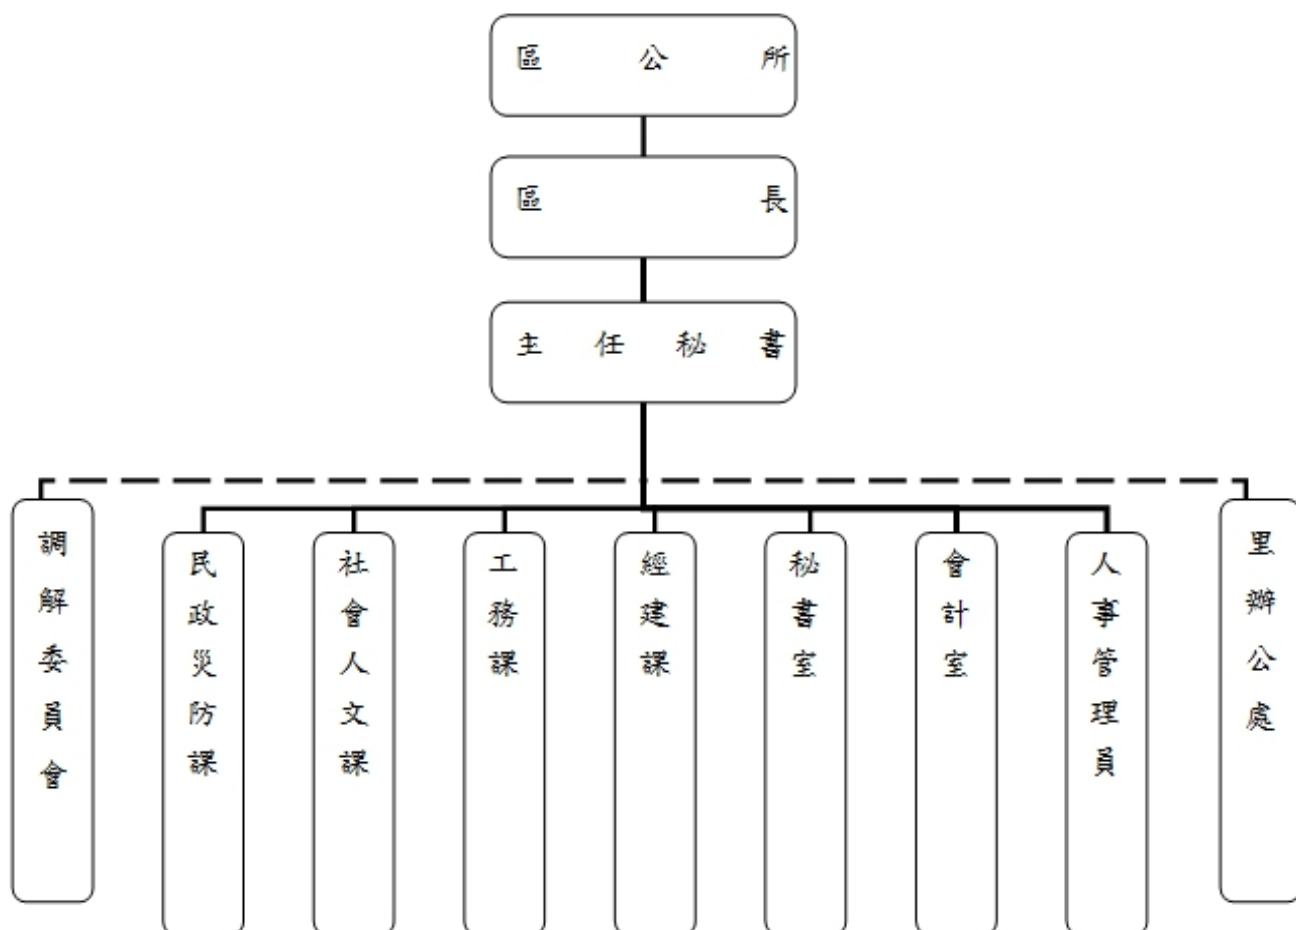 區公所
區長
主任秘書
調解委員會
民政災防課
社會人文課
工務課
經建課
秘書室
會計室
人事管理員
里辦公處